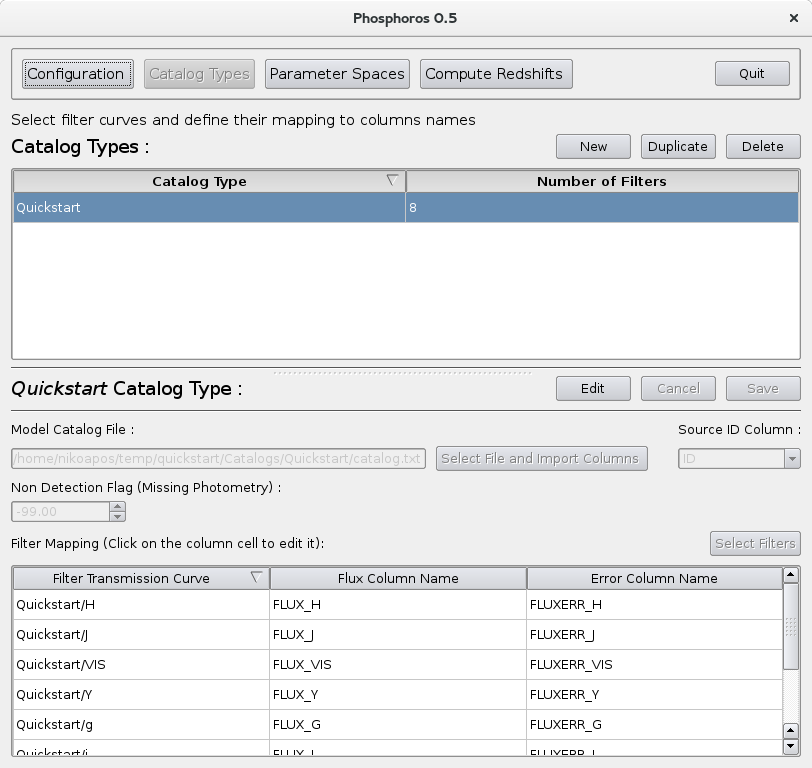 Phosphoros 0.5
Configuration Catalog Types Parameter Spaces Compute Redshifts Quit
Select filter curves and define their mapping to columns names
Catalog Types : New Duplicate Delete
Catalog Type Number of Filters
Quickstart 8
Quickstart Catalog Type : Edit Cancel Save
Model Catalog File : Source ID Column :
/home/nikoapos/temp/quickstart/Catalogs/Quickstart/catalog.txt Select File and Import Columns ID
Non Detection Flag (Missing Photometry) :
-99.00
Filter Mapping (Click on the column cell to edit it): Select Filters
Filter Transmission Curve Flux Column Name Error Column Name
Quickstart/H FLUX_H FLUXERR_H
Quickstart/J FLUX_J FLUXERR_J
Quickstart/VIS FLUX_VIS FLUXERR_VIS
Quickstart/Y FLUX_Y FLUXERR_Y
Quickstart/g FLUX_G FLUXERR_G
Quickstart/i FLUX_I FLUXERR_I